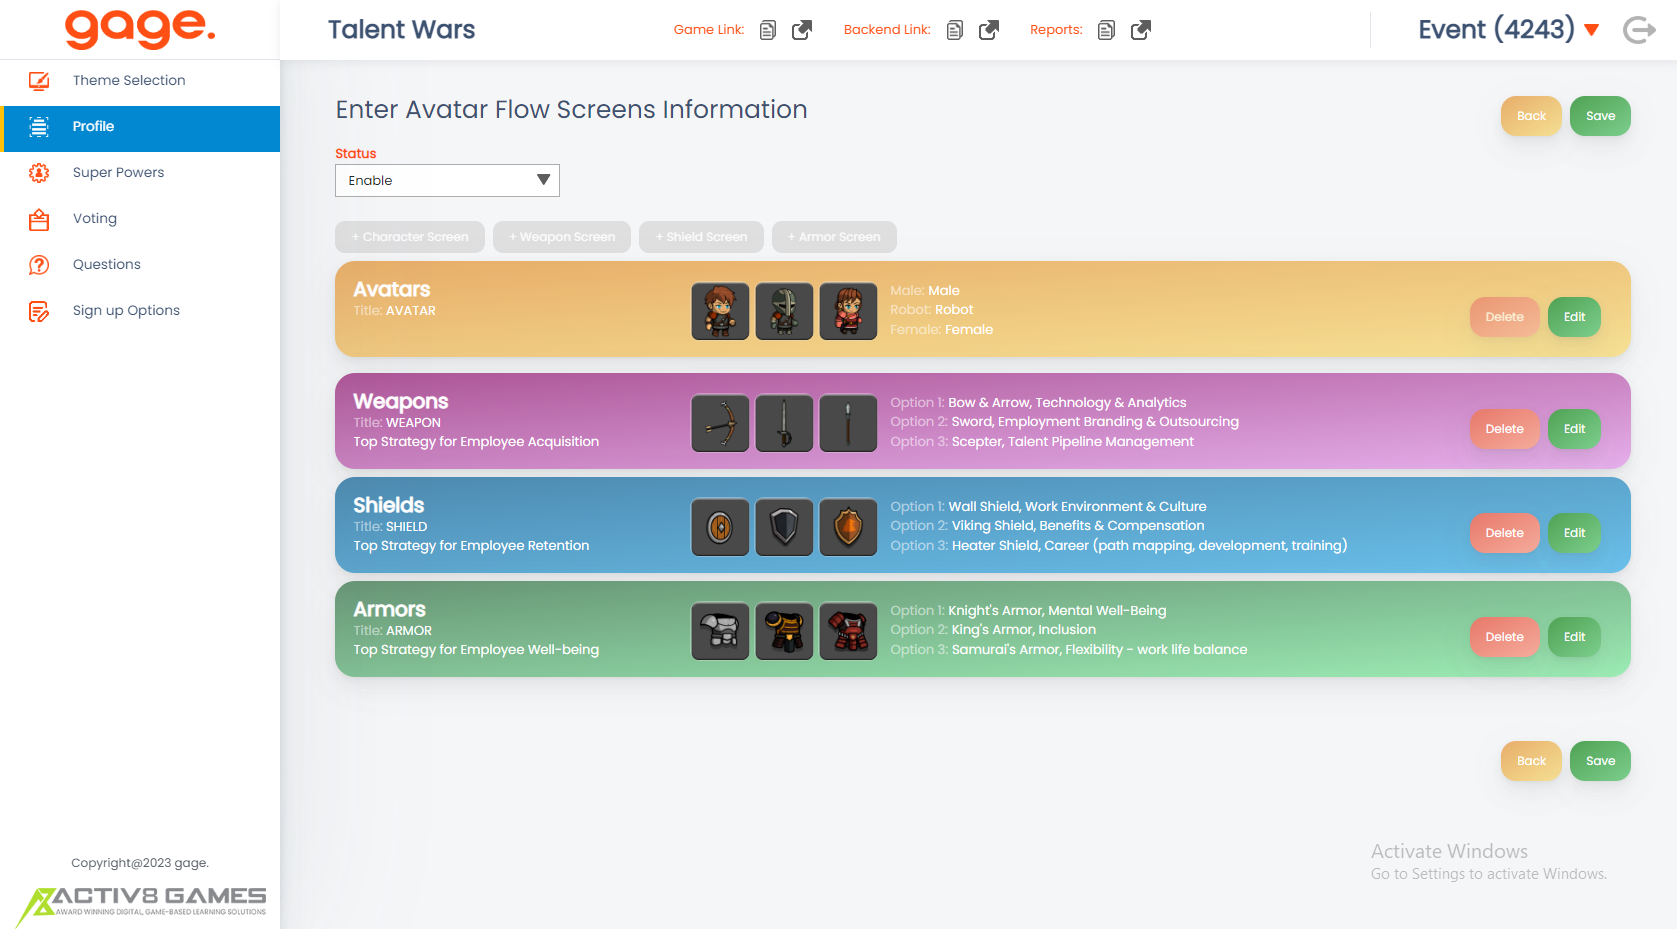 gage.
Talent Wars
Game Link:
Backend Link:
Reports:
Event (4243)
Theme Selection
Profile
Super Powers
Voting
Questions
Sign up Options
Enter Avatar Flow Screens Information
Back
Save
Status
Enable
+ Character Screen
+ Weapon Screen
+ Shield Screen
+ Armor Screen
Avatars
Title: AVATAR
Male: Male
Robot: Robot
Female: Female
Delete
Edit
Weapons
Title: WEAPON
Top Strategy for Employee Acquisition
Option 1: Bow & Arrow, Technology & Analytics
Option 2: Sword, Employment Branding & Outsourcing
Option 3: Scepter, Talent Pipeline Management
Delete
Edit
Shields
Title: SHIELD
Top Strategy for Employee Retention
Option 1: Wall Shield, Work Environment & Culture
Option 2: Viking Shield, Benefits & Compensation
Option 3: Heater Shield, Career (path mapping, development, training)
Delete
Edit
Armors
Title: ARMOR
Top Strategy for Employee Well-being
Option 1: Knight's Armor, Mental Well-Being
Option 2: King's Armor, Inclusion
Option 3: Samurai's Armor, Flexibility - work life balance
Delete
Edit
Back
Save
Activate Windows
Go to Settings to activate Windows.
Copyright@2023 gage.
ACTIV8 GAMES
AWARD WINNING DIGITAL, GAME-BASED LEARNING SOLUTIONS